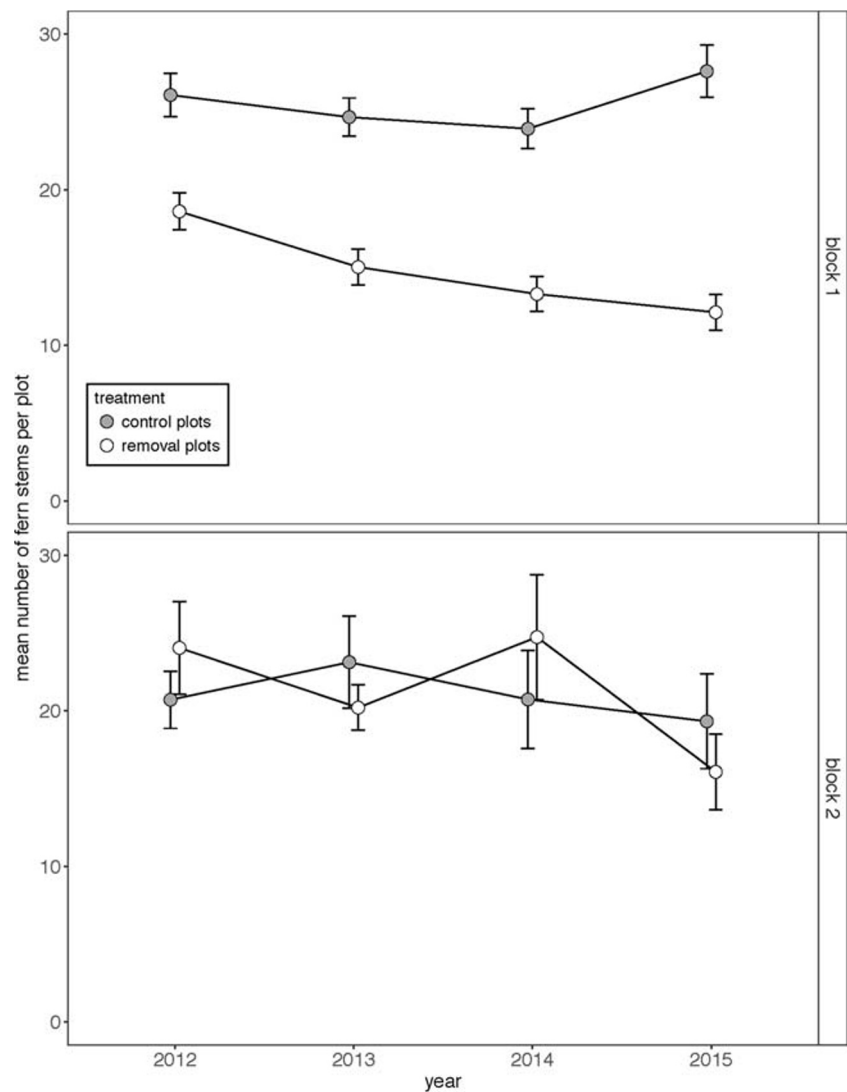 mean number of fern stems per plot
30
20
10
0
treatment
control plots
removal plots
block 1
30
20
10
0
block 2
2012 2013 2014 2015
year